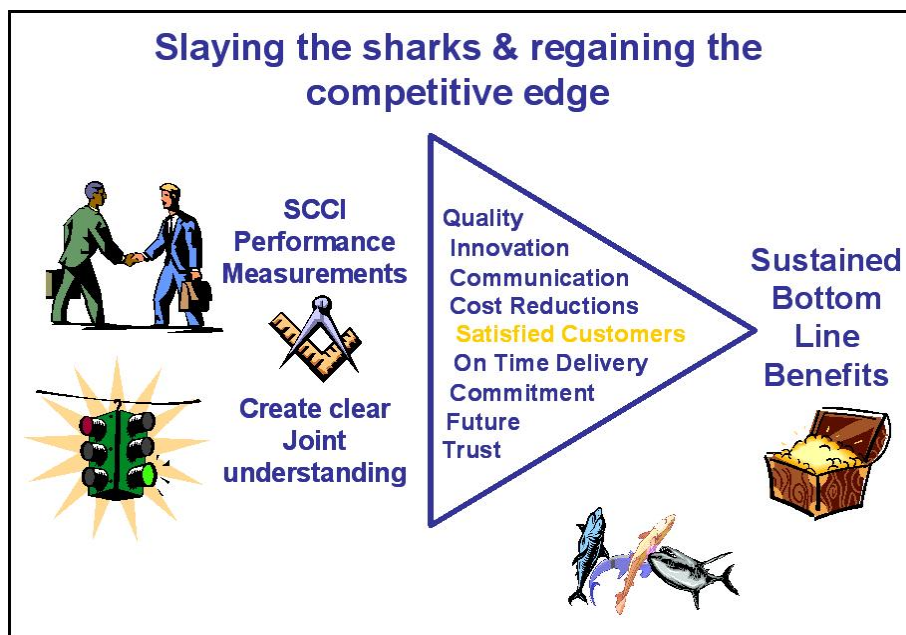 Slaying the sharks & regaining the
competitive edge
SCCI
Performance
Measurements
Create clear
Joint
understanding
Quality
Innovation
Communication
Cost Reductions
Satisfied Customers
On Time Delivery
Commitment
Future
Trust
Sustained
Bottom
Line
Benefits